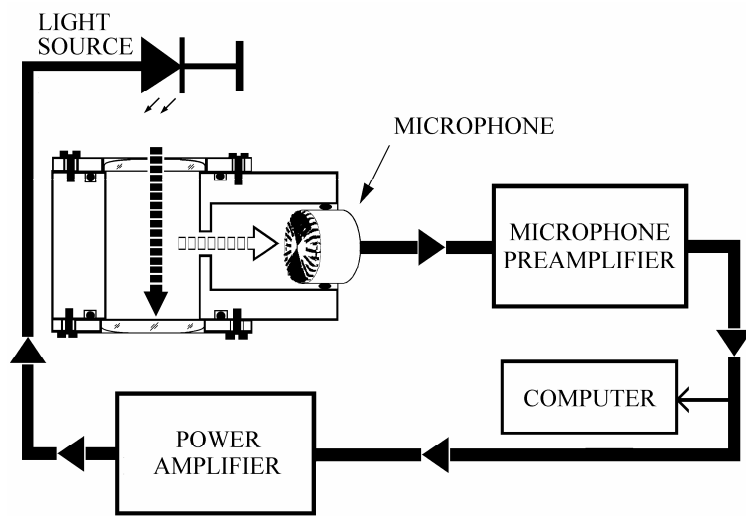 LIGHT
SOURCE
MICROPHONE
MICROPHONE
PREAMPLIFIER
COMPUTER
POWER
AMPLIFIER